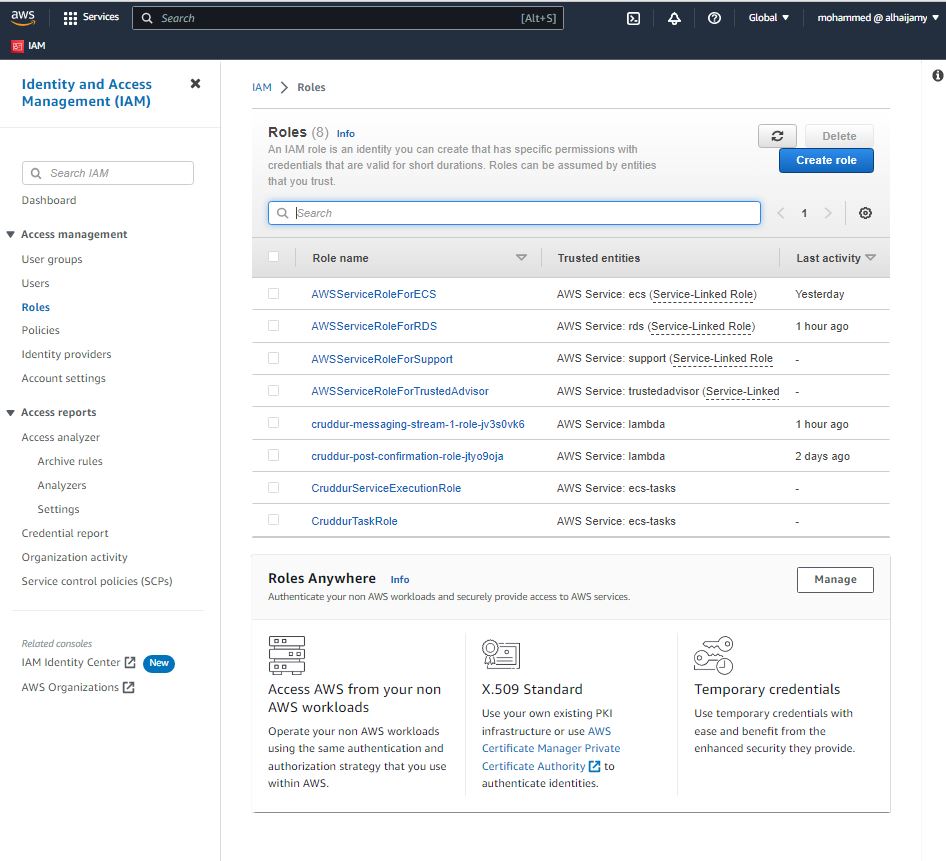 aws
Services
Search
[Alt+S]
Global
mohammed @ alhaijamy
IAM
Identity and Access
Management (IAM)
Search IAM
Dashboard
Access management
User groups
Users
Roles
Policies
Identity providers
Account settings
Access reports
Access analyzer
Archive rules
Analyzers
Settings
Credential report
Organization activity
Service control policies (SCPs)
Related consoles
IAM Identity Center New
AWS Organizations
IAM > Roles
Roles (8) Info
An IAM role is an identity you can create that has specific permissions with
credentials that are valid for short durations. Roles can be assumed by entities
that you trust.
Delete
Create role
Search
1
Role name Trusted entities Last activity
AWSServiceRoleForECS AWS Service: ecs (Service-Linked Role) Yesterday
AWSServiceRoleForRDS AWS Service: rds (Service-Linked Role) 1 hour ago
AWSServiceRoleForSupport AWS Service: support (Service-Linked Role -
AWSServiceRoleForTrustedAdvisor AWS Service: trustedadvisor (Service-Linked -
cruddur-messaging-stream-1-role-jv3s0vk6 AWS Service: lambda 1 hour ago
cruddur-post-confirmation-role-jtyo9oja AWS Service: lambda 2 days ago
CruddurServiceExecutionRole AWS Service: ecs-tasks -
CruddurTaskRole AWS Service: ecs-tasks -
Roles Anywhere Info
Authenticate your non AWS workloads and securely provide access to AWS services.
Manage
Access AWS from your non
AWS workloads
Operate your non AWS workloads
using the same authentication and
authorization strategy that you use
within AWS.
X.509 Standard
Use your own existing PKI
infrastructure or use AWS
Certificate Manager Private
Certificate Authority to
authenticate identities.
Temporary credentials
Use temporary credentials with
ease and benefit from the
enhanced security they provide.